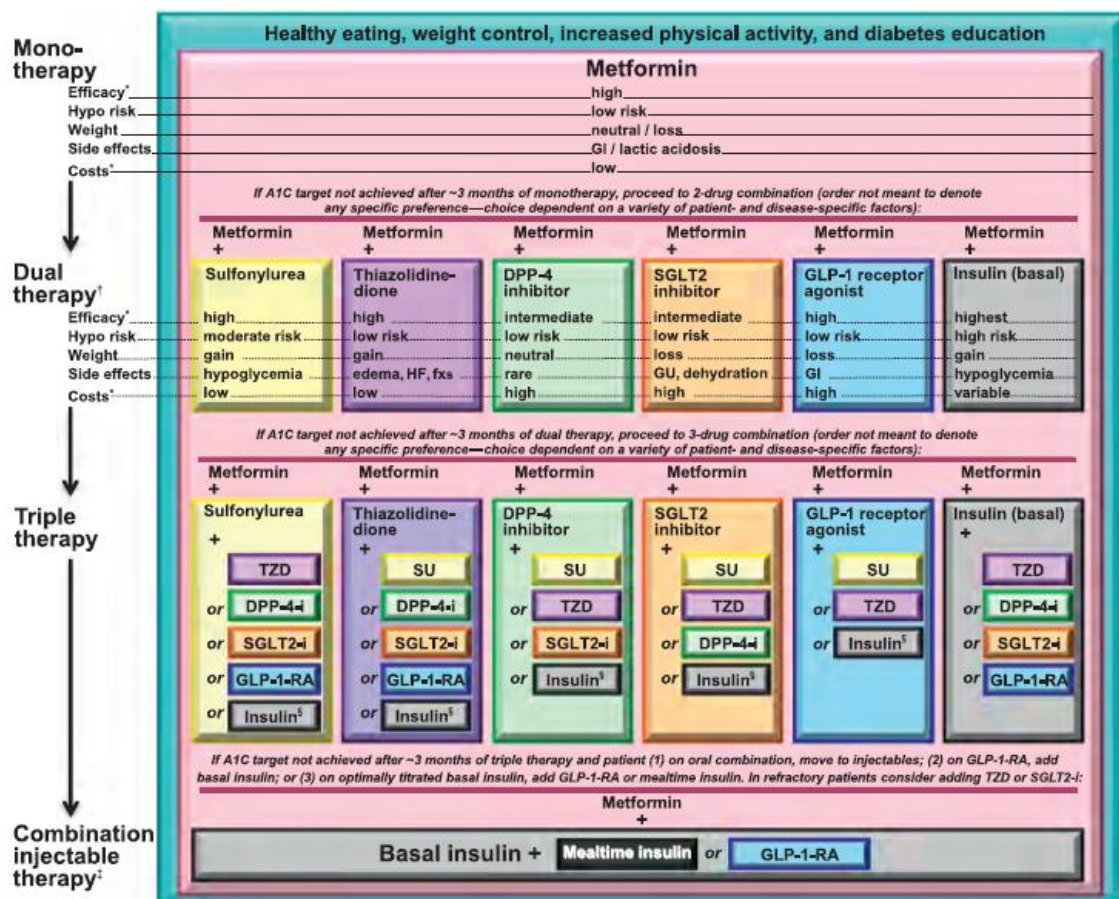 Healthy eating, weight control, increased physical activity, and diabetes education
Mono-
therapy
Metformin
Efficacy* high
Hypo risk low risk
Weight neutral / loss
Side effects GI / lactic acidosis
Costs* low
If A1C target not achieved after ~3 months of monotherapy, proceed to 2-drug combination (order not meant to denote
any specific preference—choice dependent on a variety of patient- and disease-specific factors):
Metformin Metformin Metformin Metformin Metformin Metformin
+ + + + + +
Dual
therapy†
Sulfonylurea
Thiazolidine-
dione
DPP-4
inhibitor
SGLT2
inhibitor
GLP-1 receptor
agonist
Insulin (basal)
Efficacy* high high intermediate intermediate high highest
Hypo risk moderate risk low risk low risk low risk low risk high risk
Weight gain gain neutral loss loss gain
Side effects hypoglycemia edema, HF, fxs rare GU, dehydration GI hypoglycemia
Costs* low low high high high variable
If A1C target not achieved after ~3 months of dual therapy, proceed to 3-drug combination (order not meant to denote
any specific preference—choice dependent on a variety of patient- and disease-specific factors):
Metformin Metformin Metformin Metformin Metformin Metformin
+ + + + + +
Triple
therapy
Sulfonylurea
+
TZD
or DPP-4-i
or SGLT2-i
or GLP-1-RA
or Insulin§
Thiazolidine-
dione
+
SU
or DPP-4-i
or SGLT2-i
or GLP-1-RA
or Insulin§
DPP-4
inhibitor
+
SU
or TZD
or SGLT2-i
or Insulin§
SGLT2
inhibitor
+
SU
or TZD
or DPP-4-i
or Insulin§
GLP-1 receptor
agonist
+
SU
or TZD
or Insulin§
Insulin (basal)
+
TZD
or DPP-4-i
or SGLT2-i
or GLP-1-RA
If A1C target not achieved after ~3 months of triple therapy and patient (1) on oral combination, move to injectables; (2) on GLP-1-RA, add
basal insulin; or (3) on optimally titrated basal insulin, add GLP-1-RA or mealtime insulin. In refractory patients consider adding TZD or SGLT2-i:
Metformin
+
Combination
injectable
therapy‡
Basal insulin + Mealtime insulin or GLP-1-RA